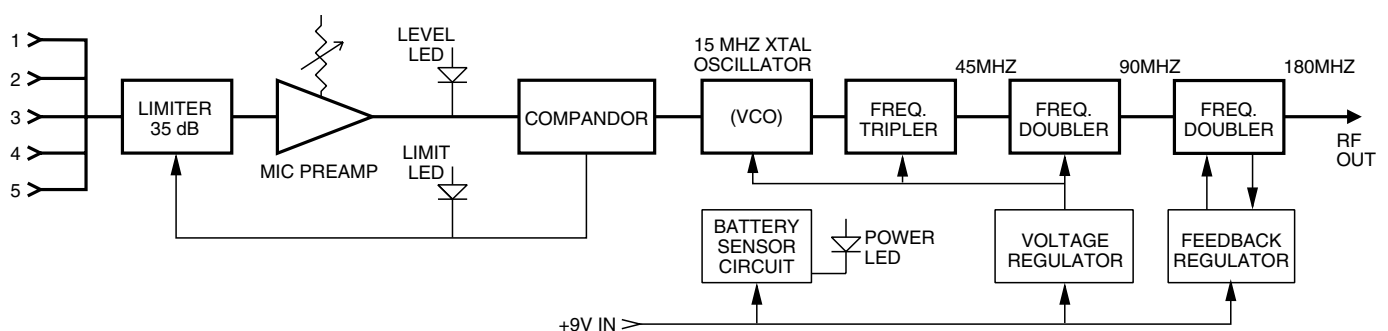 1
2
3
4
5
LIMITER
35 dB
MIC PREAMP
LEVEL
LED
LIMIT
LED
COMPANDOR
15 MHZ XTAL
OSCILLATOR
(VCO)
FREQ.
TRIPLER
45MHZ
FREQ.
DOUBLER
90MHZ
FREQ.
DOUBLER
180MHZ
RF
OUT
BATTERY
SENSOR
CIRCUIT
POWER
LED
VOLTAGE
REGULATOR
FEEDBACK
REGULATOR
+9V IN